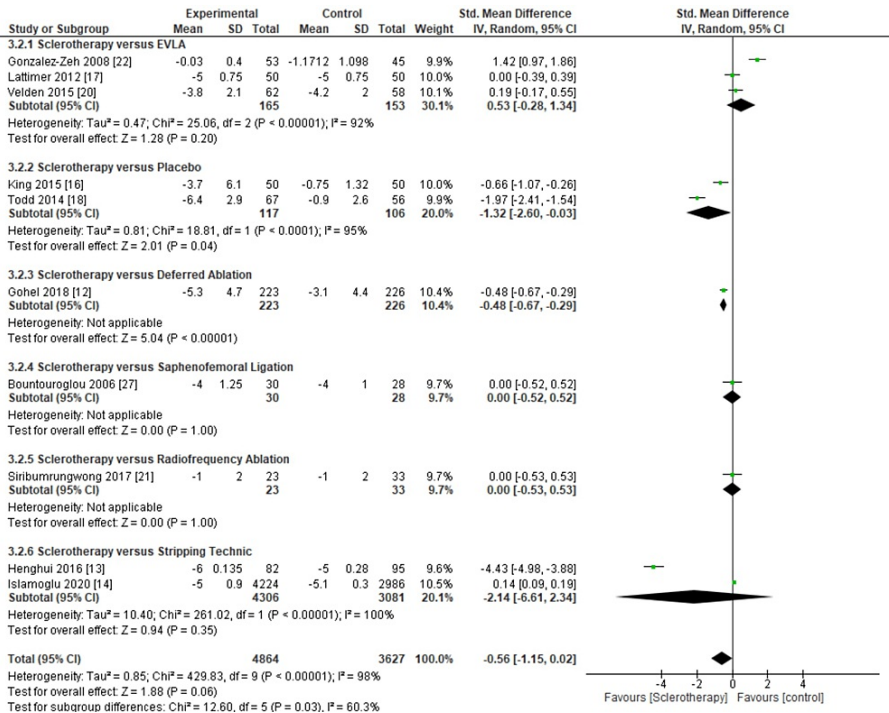 Experimental Control Std. Mean Difference Std. Mean Difference
Study or Subgroup Mean SD Total Mean SD Total Weight IV, Random, 95% CI IV, Random, 95% CI
3.2.1 Sclerotherapy versus EVLA
Gonzalez-Zeh 2008 [22] -0.03 0.4 53 -1.1712 1.098 45 9.9% 1.42 [0.97, 1.86]
Lattimer 2012 [17] -5 0.75 50 -5 0.75 50 10.0% 0.00 [-0.39, 0.39]
Velden 2015 [20] -3.8 2.1 62 -4.2 2 58 10.1% 0.19 [-0.17, 0.55]
Subtotal (95% CI) 165 153 30.1% 0.53 [-0.28, 1.34]
Heterogeneity: Tau² = 0.47; Chi² = 25.06, df = 2 (P < 0.00001); I² = 92%
Test for overall effect: Z = 1.28 (P = 0.20)
3.2.2 Sclerotherapy versus Placebo
King 2015 [16] -3.7 6.1 50 -0.75 1.32 50 10.0% -0.66 [-1.07, -0.26]
Todd 2014 [18] -6.4 2.9 67 -0.9 2.6 56 9.9% -1.97 [-2.41, -1.54]
Subtotal (95% CI) 117 106 20.0% -1.32 [-2.60, -0.03]
Heterogeneity: Tau² = 0.81; Chi² = 18.81, df = 1 (P < 0.0001); I² = 95%
Test for overall effect: Z = 2.01 (P = 0.04)
3.2.3 Sclerotherapy versus Deferred Ablation
Gohel 2018 [12] -5.3 4.7 223 -3.1 4.4 226 10.4% -0.48 [-0.67, -0.29]
Subtotal (95% CI) 223 226 10.4% -0.48 [-0.67, -0.29]
Heterogeneity: Not applicable
Test for overall effect: Z = 5.04 (P < 0.00001)
3.2.4 Sclerotherapy versus Saphenofemoral Ligation
Bountouroglou 2006 [27] -4 1.25 30 -4 1 28 9.7% 0.00 [-0.52, 0.52]
Subtotal (95% CI) 30 28 9.7% 0.00 [-0.52, 0.52]
Heterogeneity: Not applicable
Test for overall effect: Z = 0.00 (P = 1.00)
3.2.5 Sclerotherapy versus Radiofrequency Ablation
Siribumrungwong 2017 [21] -1 2 23 -1 2 33 9.7% 0.00 [-0.53, 0.53]
Subtotal (95% CI) 23 33 9.7% 0.00 [-0.53, 0.53]
Heterogeneity: Not applicable
Test for overall effect: Z = 0.00 (P = 1.00)
3.2.6 Sclerotherapy versus Stripping Technic
Henghui 2016 [13] -6 0.135 82 -5 0.28 95 9.6% -4.43 [-4.98, -3.88]
Islamoglu 2020 [14] -5 0.9 4224 -5.1 0.3 2986 10.5% 0.14 [0.09, 0.19]
Subtotal (95% CI) 4306 3081 20.1% -2.14 [-6.61, 2.34]
Heterogeneity: Tau² = 10.40; Chi² = 261.02, df = 1 (P < 0.00001); I² = 100%
Test for overall effect: Z = 0.94 (P = 0.35)
Total (95% CI) 4864 3627 100.0% -0.56 [-1.15, 0.02]
Heterogeneity: Tau² = 0.85; Chi² = 429.83, df = 9 (P < 0.00001); I² = 98%
Test for overall effect: Z = 1.88 (P = 0.06)
Test for subgroup differences: Chi² = 12.60, df = 5 (P = 0.03), I² = 60.3%
-4 -2 0 2 4
Favours [Sclerotherapy] Favours [control]